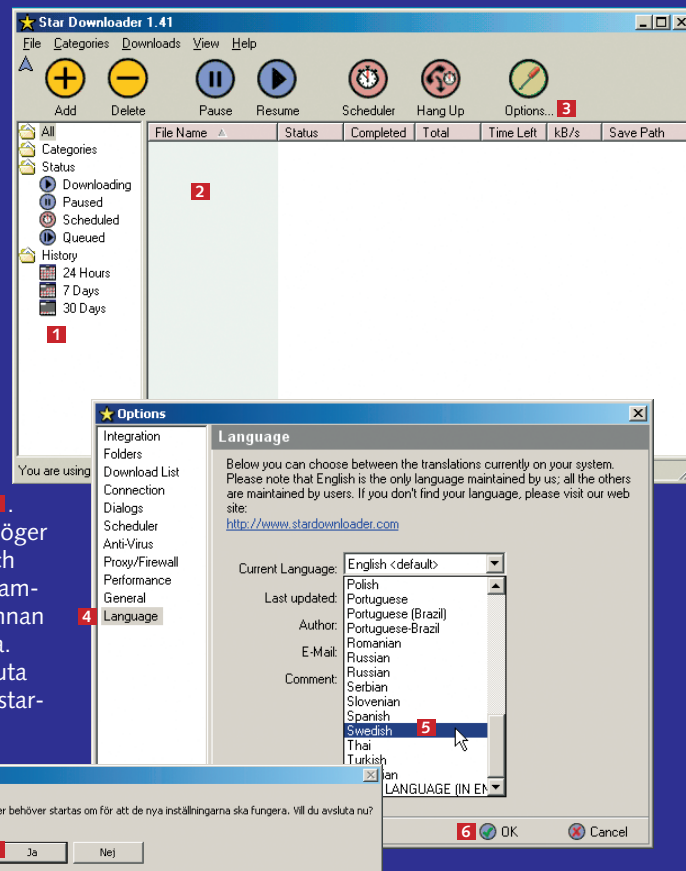 Star Downloader 1.41
File Categories Downloads View Help
Add Delete Pause Resume Scheduler Hang Up Options... 3
All
Categories
Status
Downloading
Paused
Scheduled
Queued
History
24 Hours
7 Days
30 Days
1
File Name Status Completed Total Time Left kB/s Save Path
2
You are using
öger
uta
Options
Integration
Folders
Download List
Connection
Dialogs
Scheduler
Anti-Virus
Proxy/Firewall
Performance
General
4 Language
Language
Below you can choose between the translations currently on your system.
Please note that English is the only language maintained by us; all the others
are maintained by users. If you don't find your language, please visit our web
site:
http://www.stardownloader.com
Current Language: English <default>
Last updated:
Author:
E-Mail:
Comment:
Polish
Portuguese
Portuguese (Brazil)
Portuguese-Brazil
Romanian
Russian
Russian
Serbian
Slovenian
Spanish
Swedish 5
Thai
Turkish
LANGUAGE (IN
6 OK Cancel
behöver startas om för att de nya inställningarna ska fungera. Vill du avsluta nu?
Ja Nej